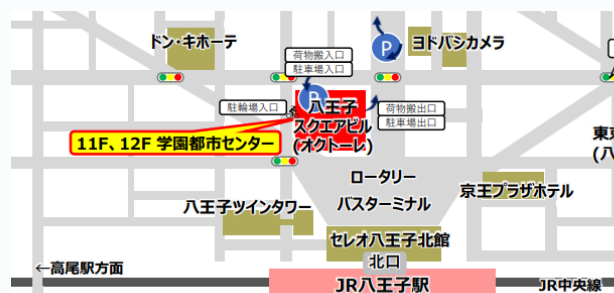 ドン・キホーテ
ヨドバシカメラ
荷物搬入口
駐車場入口
P
P
駐輪場入口
八王子
スクエアビル
(オクトーレ)
荷物搬出口
駐車場出口
11F、12F 学園都市センター
ロータリー
バスターミナル
京王プラザホテル
八王子ツインタワー
セレオ八王子北館
北口
←高尾駅方面
JR八王子駅
JR中央線